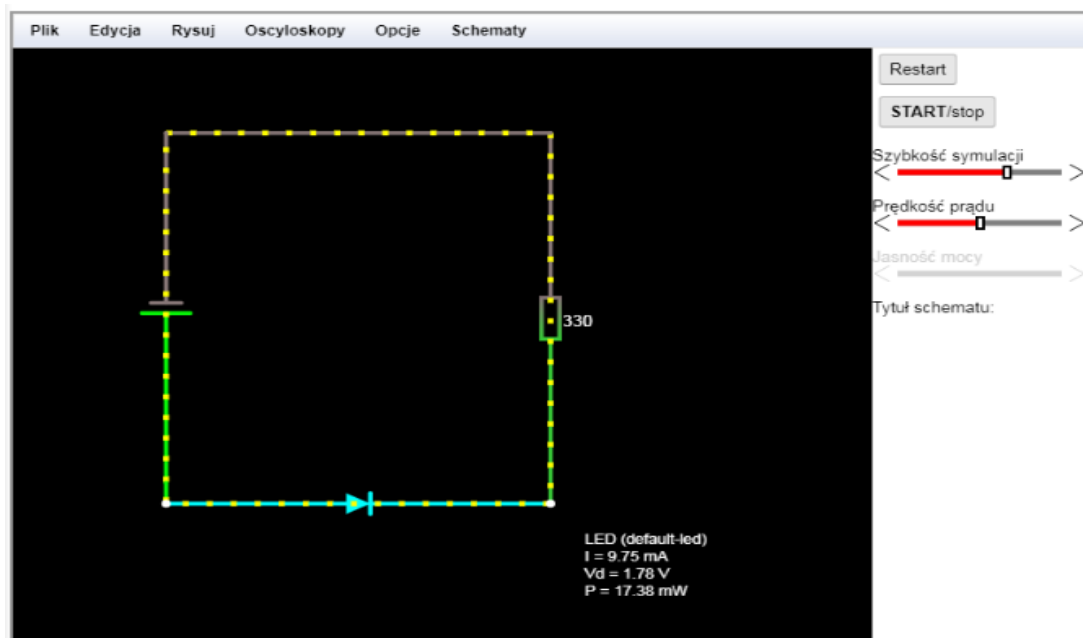 Plik Edycja Rysuj Oscyloskopy Opcje Schematy
Restart
START/stop
Szybkość symulacji
Prędkość prądu
Jasność mocy
Tytuł schematu:
330
LED (default-led)
I = 9.75 mA
Vd = 1.78 V
P = 17.38 mW